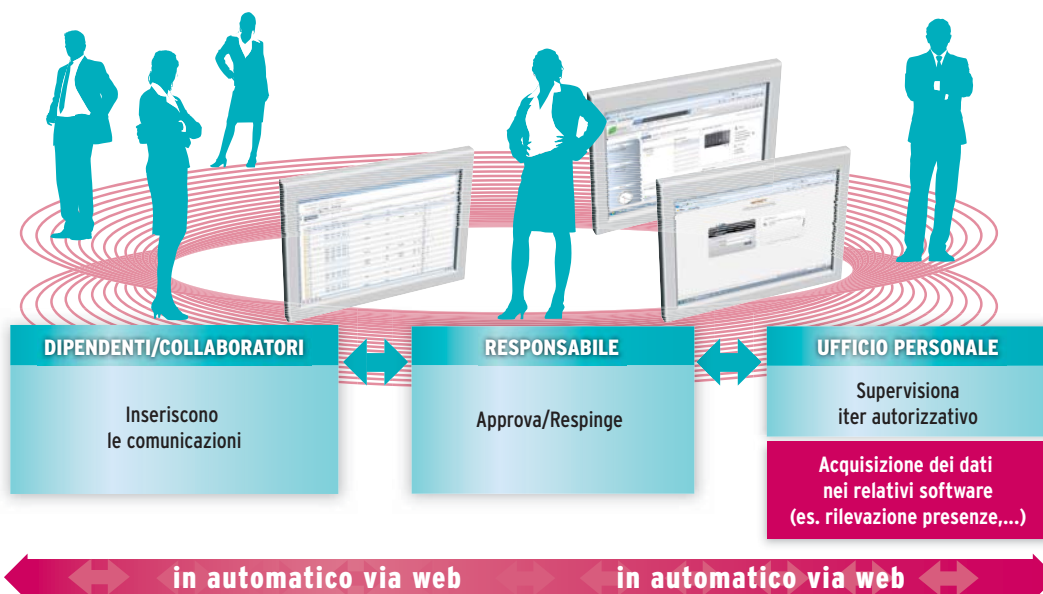 DIPENDENTI/COLLABORATORI
Inseriscono
le comunicazioni
RESPONSABILE
Approva/Respinge
UFFICIO PERSONALE
Supervisiona
iter autorizzativo
Acquisizione dei dati
nei relativi software
(es. rilevazione presenze,...)
in automatico via web
in automatico via web